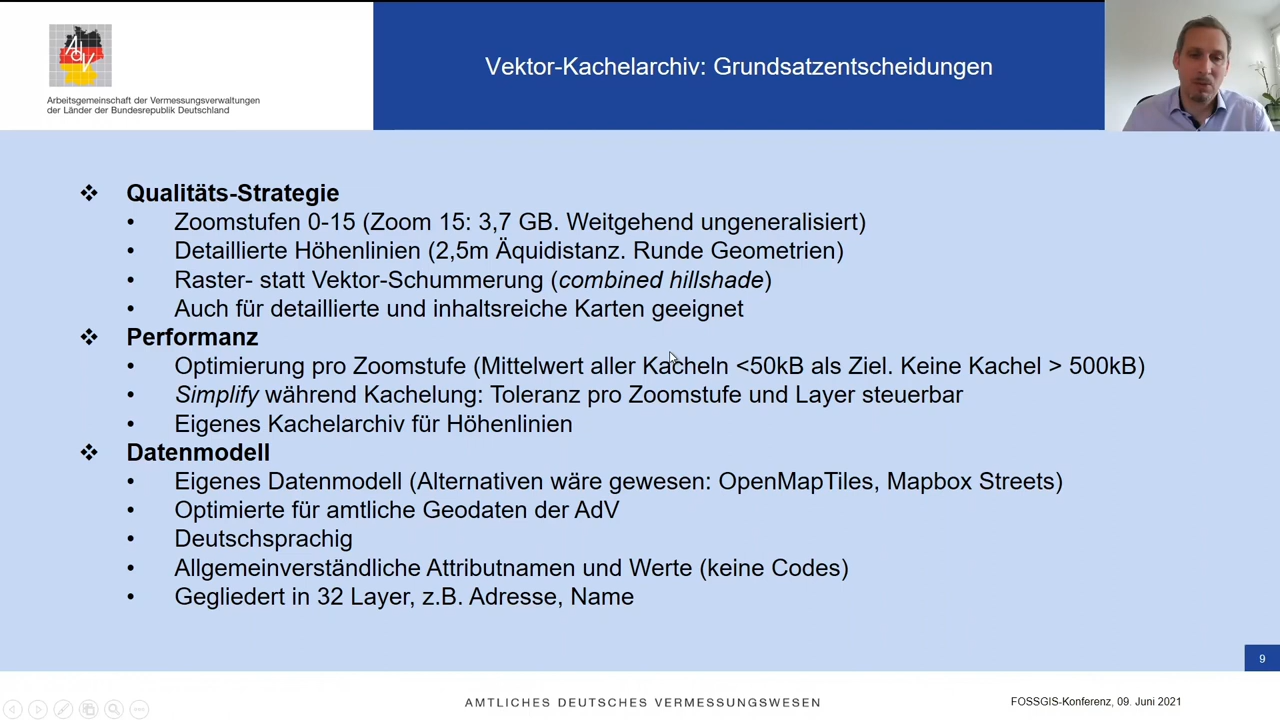 AdV
Arbeitsgemeinschaft der Vermessungsverwaltungen
der Länder der Bundesrepublik Deutschland
Vektor-Kachelarchiv: Grundsatzentscheidungen
❖ Qualitäts-Strategie
• Zoomstufen 0-15 (Zoom 15: 3,7 GB. Weitgehend ungeneralisiert)
• Detaillierte Höhenlinien (2,5m Äquidistanz. Runde Geometrien)
• Raster- statt Vektor-Schummerung (combined hillshade)
• Auch für detaillierte und inhaltsreiche Karten geeignet
❖ Performanz
• Optimierung pro Zoomstufe (Mittelwert aller Kacheln <50kB als Ziel. Keine Kachel > 500kB)
• Simplify während Kachelung: Toleranz pro Zoomstufe und Layer steuerbar
• Eigenes Kachelarchiv für Höhenlinien
❖ Datenmodell
• Eigenes Datenmodell (Alternativen wäre gewesen: OpenMapTiles, Mapbox Streets)
• Optimierte für amtliche Geodaten der AdV
• Deutschsprachig
• Allgemeinverständliche Attributnamen und Werte (keine Codes)
• Gegliedert in 32 Layer, z.B. Adresse, Name
9
AMTLICHES DEUTSCHES VERMESSUNGSWESEN
FOSSGIS-Konferenz, 09. Juni 2021